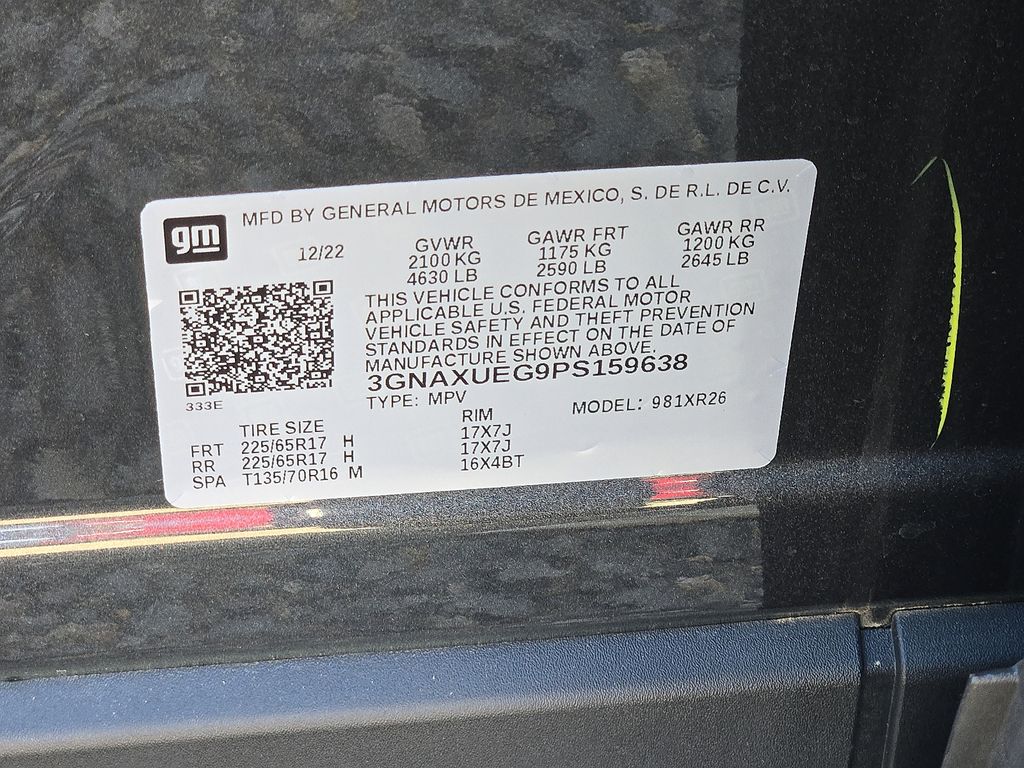 gm
MFD BY GENERAL MOTORS DE MEXICO, S. DE R.L. DE C.V.
12/22 GVWR GAWR FRT GAWR RR
2100 KG 1175 KG 1200 KG
4630 LB 2590 LB 2645 LB
THIS VEHICLE CONFORMS TO ALL
APPLICABLE U.S. FEDERAL MOTOR
VEHICLE SAFETY AND THEFT PREVENTION
STANDARDS IN EFFECT ON THE DATE OF
MANUFACTURE SHOWN ABOVE.
3GNAXUEG9PS159638
333E
TYPE: MPV MODEL: 981XR26
TIRE SIZE RIM
FRT 225/65R17 H 17X7J
RR 225/65R17 H 17X7J
SPA T135/70R16 M 16X4BT